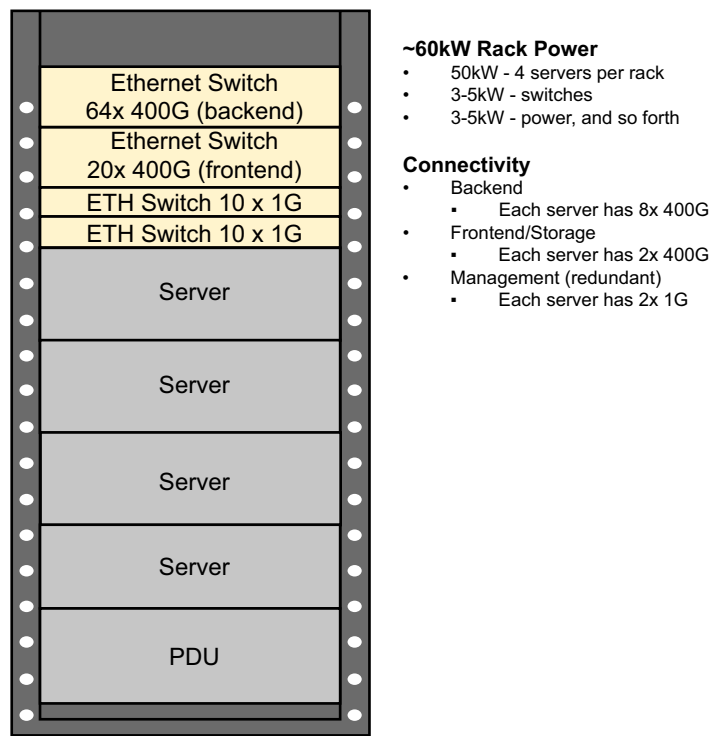 Ethernet Switch
64x 400G (backend)
Ethernet Switch
20x 400G (frontend)
ETH Switch 10 x 1G
ETH Switch 10 x 1G
Server
Server
Server
Server
PDU
~60kW Rack Power
• 50kW - 4 servers per rack
• 3-5kW - switches
• 3-5kW - power, and so forth
Connectivity
• Backend
▪ Each server has 8x 400G
• Frontend/Storage
▪ Each server has 2x 400G
• Management (redundant)
▪ Each server has 2x 1G